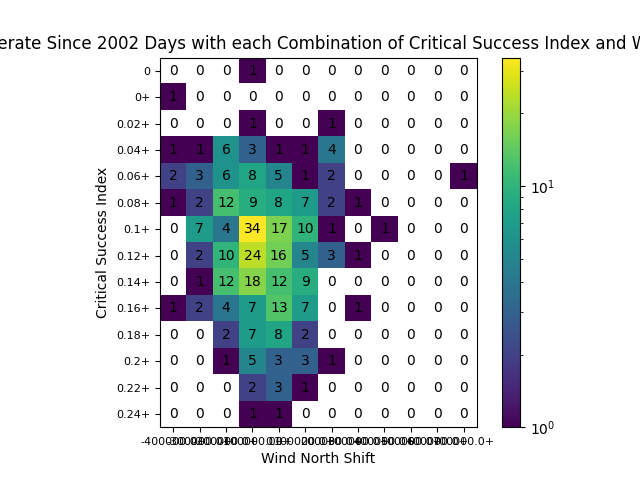 erate Since 2002 Days with each Combination of Critical Success Index and W
0 0 0 0 1 0 0 0 0 0 0 0 0
0+ 1 0 0 0 0 0 0 0 0 0 0 0
0.02+ 0 0 0 1 0 0 1 0 0 0 0 0
0.04+ 1 1 6 3 1 1 4 0 0 0 0 0
0.06+ 2 3 6 8 5 1 2 0 0 0 0 1
0.08+ 1 2 12 9 8 7 2 1 0 0 0 0
0.1+ 0 7 4 34 17 10 1 0 1 0 0 0
0.12+ 0 2 10 24 16 5 3 1 0 0 0 0
0.14+ 0 1 12 18 12 9 0 0 0 0 0 0
0.16+ 1 2 4 7 13 7 0 1 0 0 0 0
0.18+ 0 0 2 7 8 2 0 0 0 0 0 0
0.2+ 0 0 1 5 3 3 1 0 0 0 0 0
0.22+ 0 0 0 2 3 1 0 0 0 0 0 0
0.24+ 0 0 0 1 1 0 0 0 0 0 0 0
Critical Success Index
Wind North Shift
10^1
10^0